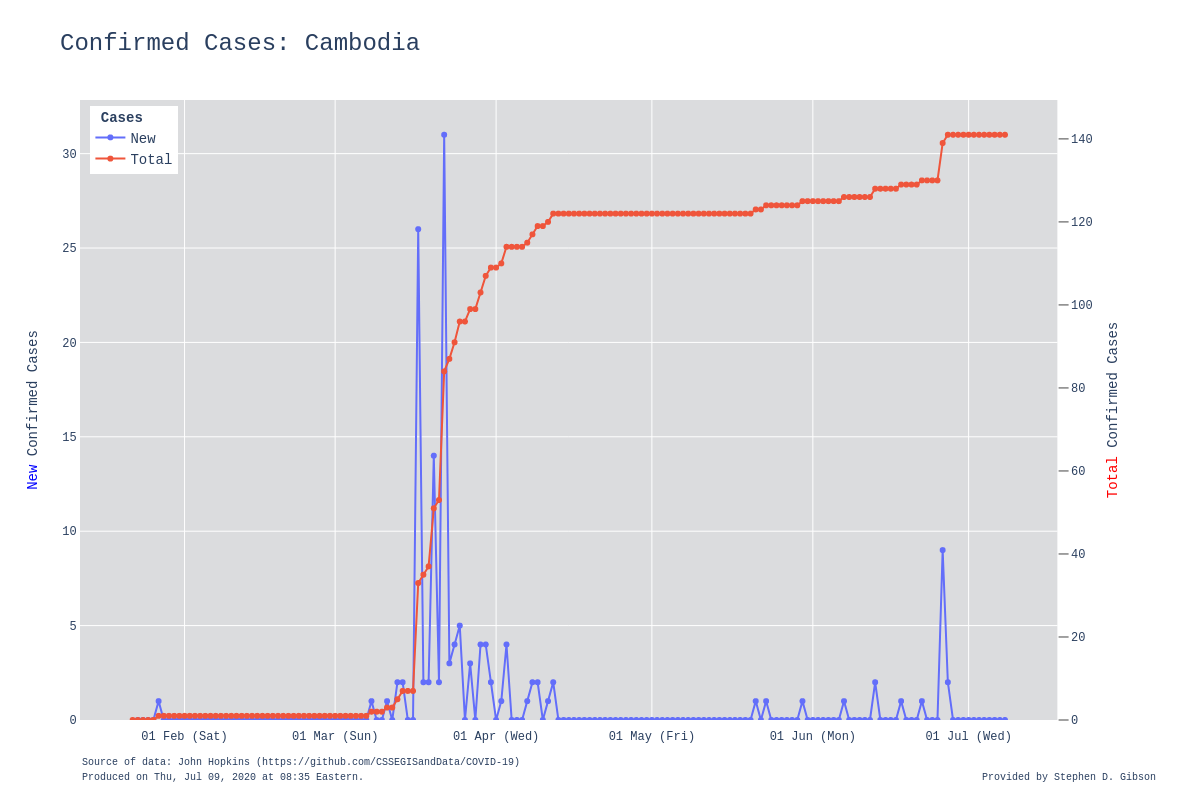 Confirmed Cases: Cambodia
Cases
New
Total
30
25
20
15
10
5
0
140
120
100
80
60
40
20
0
New Confirmed Cases
Total Confirmed Cases
01 Feb (Sat)
01 Mar (Sun)
01 Apr (Wed)
01 May (Fri)
01 Jun (Mon)
01 Jul (Wed)
Source of data: John Hopkins (https://github.com/CSSEGISandData/COVID-19)
Produced on Thu, Jul 09, 2020 at 08:35 Eastern.
Provided by Stephen D. Gibson